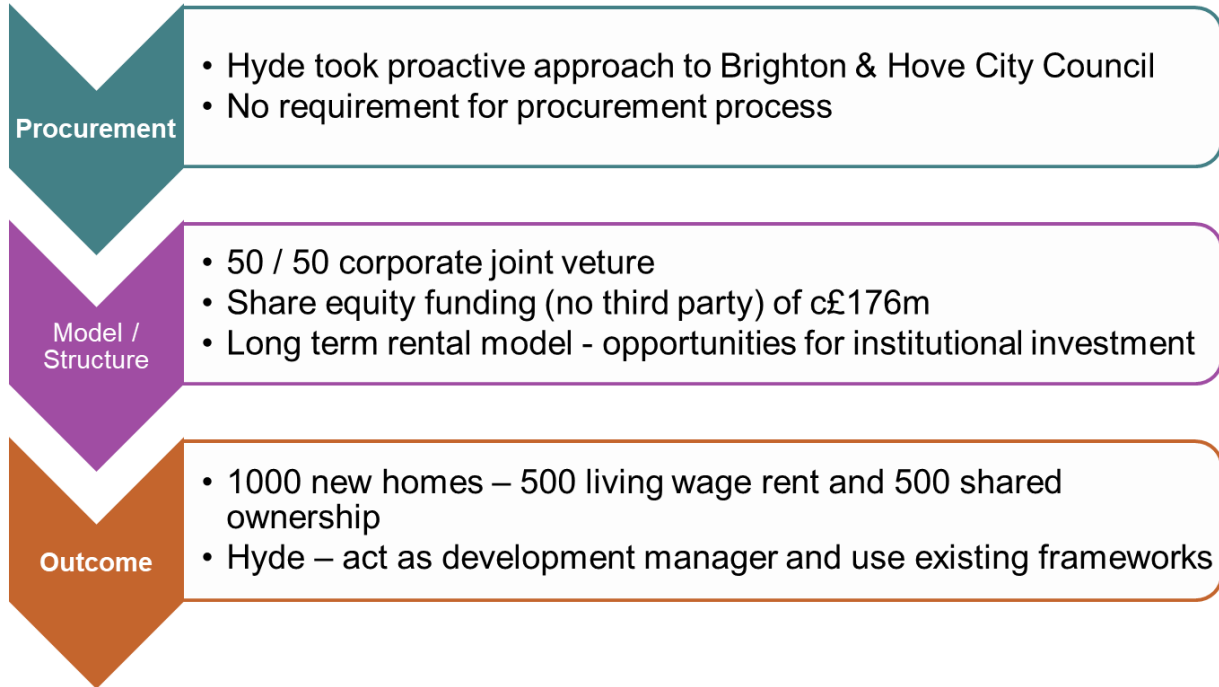 Procurement
• Hyde took proactive approach to Brighton & Hove City Council
• No requirement for procurement process
Model /
Structure
• 50 / 50 corporate joint veture
• Share equity funding (no third party) of c£176m
• Long term rental model - opportunities for institutional investment
Outcome
• 1000 new homes – 500 living wage rent and 500 shared
ownership
• Hyde – act as development manager and use existing frameworks